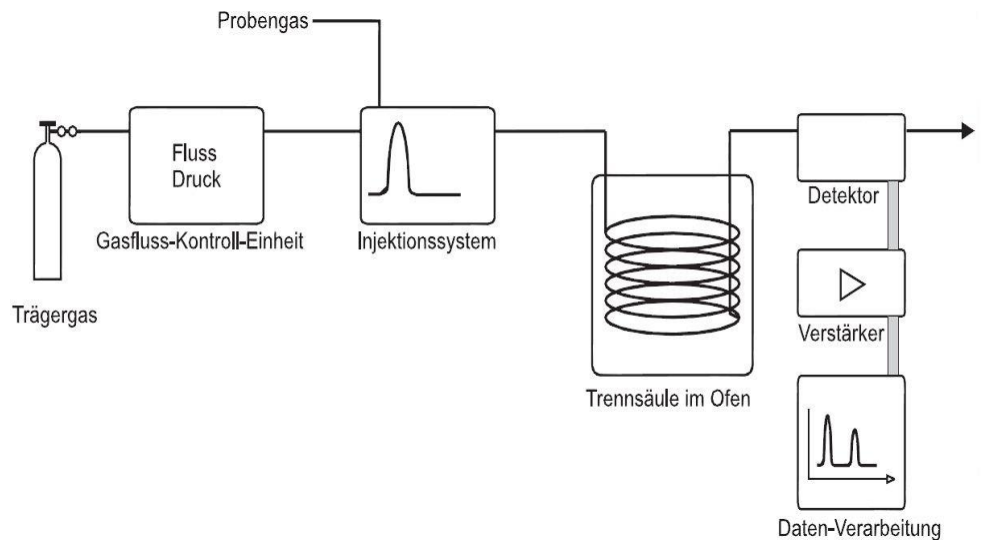 Probengas
Fluss
Druck
Gasfluss-Kontroll-Einheit
Injektionssystem
Trägergas
Trennsäule im Ofen
Detektor
Verstärker
Daten-Verarbeitung